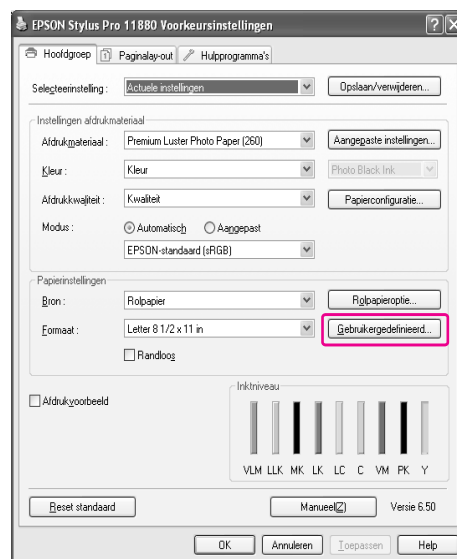 EPSON Stylus Pro 11880 Voorkeursinstellingen
Hoofdgroep Paginalay-out Hulpprogramma's
Selecteerinstelling : Actuele instellingen Opslaan/verwijderen...
Instellingen afdrukmateriaal
Afdrukmateriaal : Premium Luster Photo Paper (260) Aangepaste instellingen...
Kleur : Kleur Photo Black Ink
Afdrukkwaliteit : Kwaliteit Papierconfiguratie...
Modus : Automatisch Aangepast
EPSON-standaard (sRGB)
Papierinstellingen
Bron : Rolpapier Rolpapieroptie...
Formaat : Letter 8 1/2 x 11 in Gebruikergedefinieerd...
Randloos
Afdrukvoorbeeld
Inktniveau
VLM LLK MK LK LC C VM PK Y
Reset standaard Manueel(Z) Versie 6.50
OK Annuleren Toepassen Help